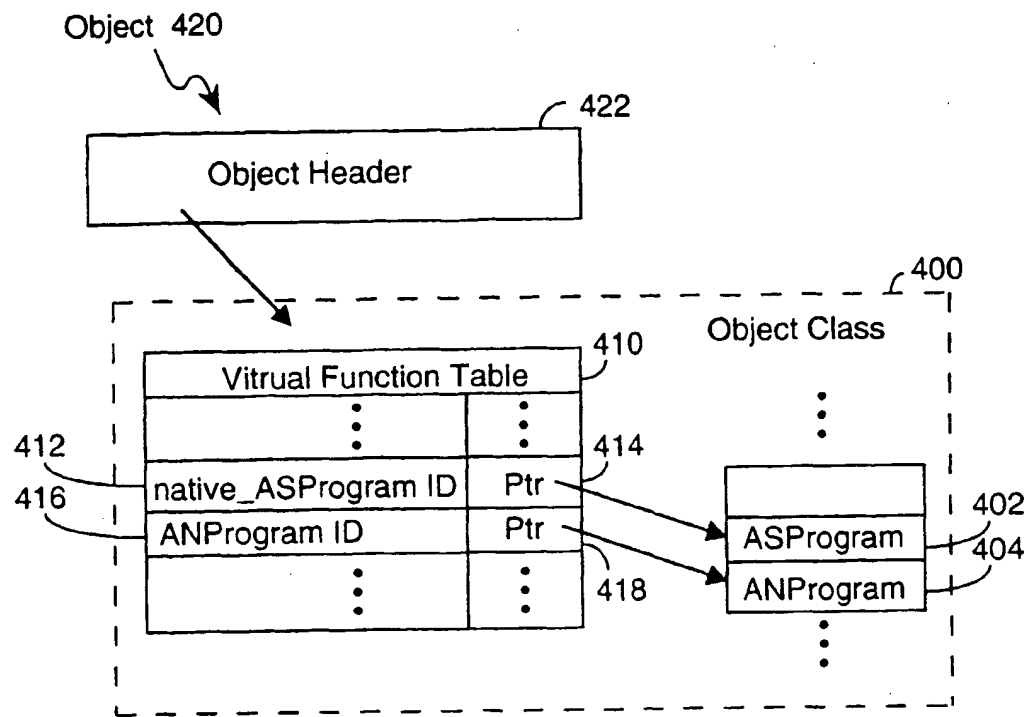 Object 420
422
Object Header
400
Object Class
410
Vitrual Function Table
412
414
native_ASProgram ID Ptr
416
ANProgram ID Ptr
418
402
ASProgram
404
ANProgram